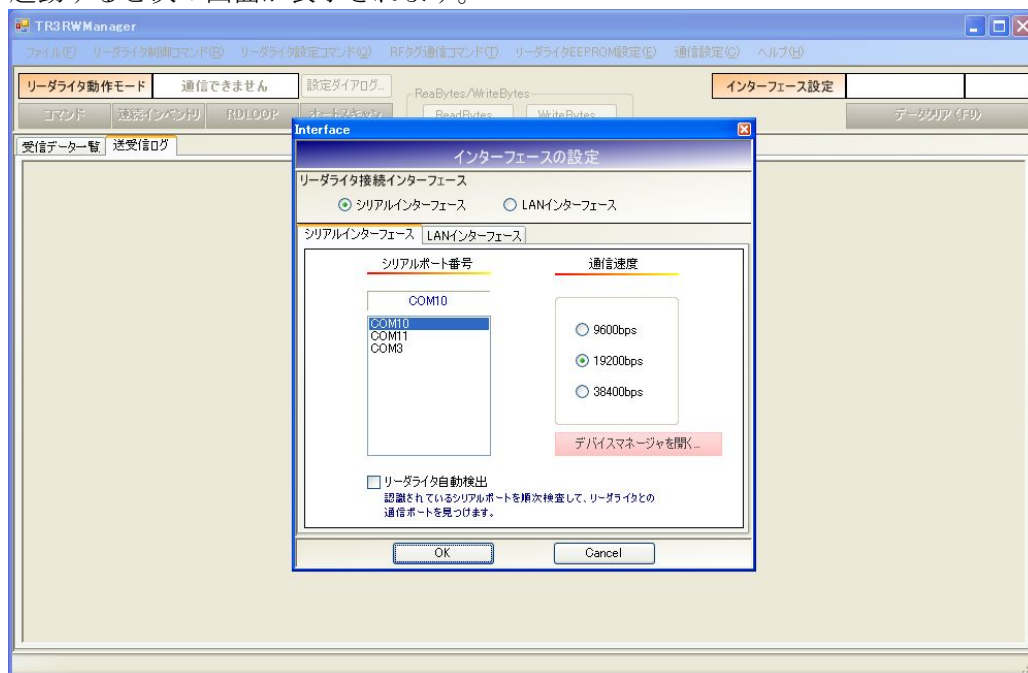 起動すると次の画面が表示されます。
TR3RWManager
ファイル(F) リーダライタ制御コマンド(B) リーダライタ設定コマンド(Q) RFタグ通信コマンド(T) リーダライタEEPROM設定(E) 通信設定(C) ヘルプ(H)
リーダライタ動作モード 通信できません 設定ダイアログ... ReaBytes/WriteBytes インターフェース設定
コマンド 連続インベントリ RDLOOP オートスキャン ReadBytes WriteBytes データクリア(F9)
受信データ一覧 送受信ログ
Interface
インターフェースの設定
リーダライタ接続インターフェース
シリアルインターフェース LANインターフェース
シリアルインターフェース LANインターフェース
シリアルポート番号 通信速度
COM10
COM10
COM11
COM3
9600bps
19200bps
38400bps
デバイスマネージャを開く...
リーダライタ自動検出
認識されているシリアルポートを順次検査して、リーダライタとの
通信ポートを見つけます。
OK Cancel